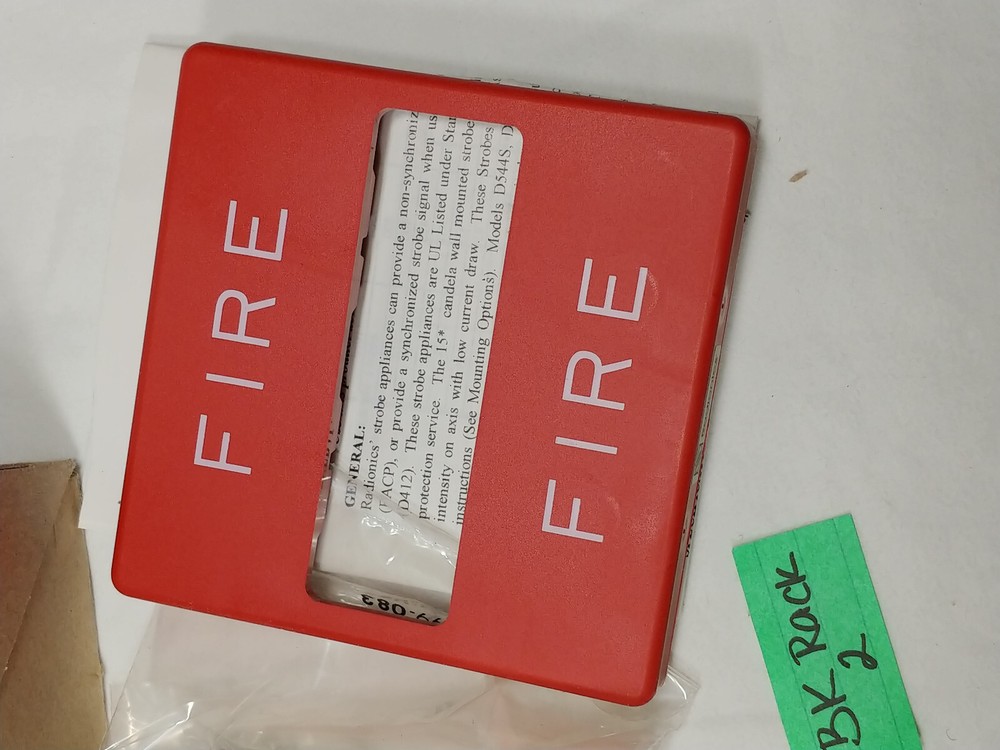 FIRE
GENERAL:
Radionics' strobe appliances can provide a non-synchroniz
(FACP), or provide a synchronized strobe signal when us
(D412). These strobe appliances are UL Listed under Star
protection service. The 15* candela wall mounted strobe
intensity on axis with low current draw. These Strobes
instructions (See Mounting Options). Models D544S, D
FIRE
BK RACK
2